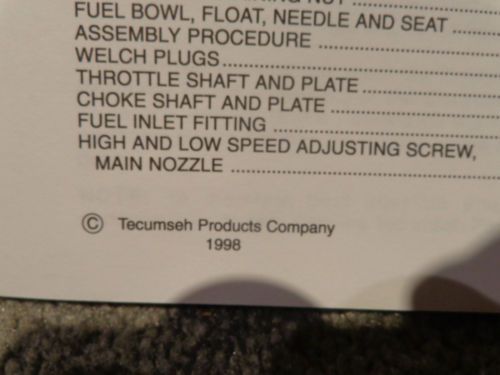 NUT
FUEL BOWL, FLOAT, NEEDLE AND SEAT ..........
ASSEMBLY PROCEDURE ..............................
WELCH PLUGS ..............................................
THROTTLE SHAFT AND PLATE .......................
CHOKE SHAFT AND PLATE ............................
FUEL INLET FITTING ......................................
HIGH AND LOW SPEED ADJUSTING SCREW,
MAIN NOZZLE ..............................................
© Tecumseh Products Company
1998